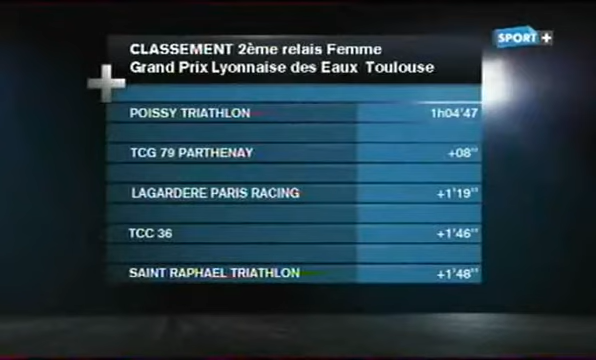 SPORT +
CLASSEMENT 2ème relais Femme
Grand Prix Lyonnaise des Eaux Toulouse
POISSY TRIATHLON 1h04'47
TCG 79 PARTHENAY +08''
LAGARDERE PARIS RACING +1'19''
TCC 36 +1'46''
SAINT RAPHAEL TRIATHLON +1'48''